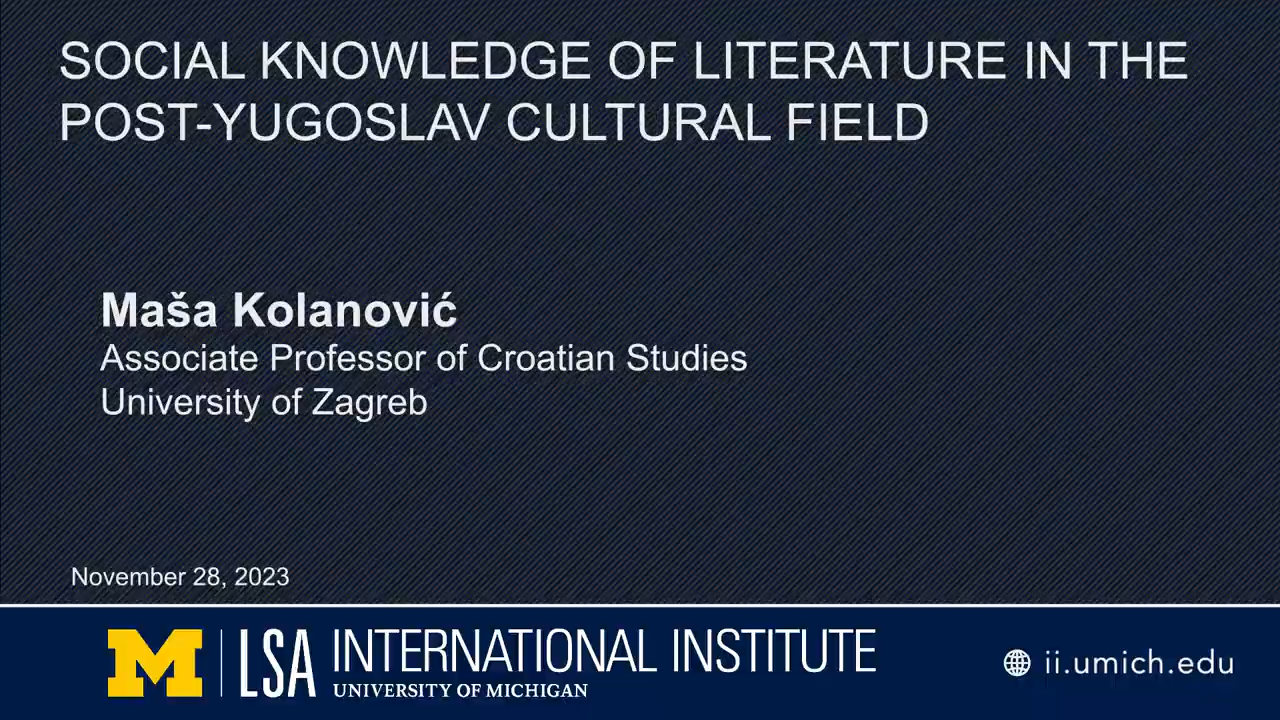 SOCIAL KNOWLEDGE OF LITERATURE IN THE
POST-YUGOSLAV CULTURAL FIELD
Maša Kolanović
Associate Professor of Croatian Studies
University of Zagreb
November 28, 2023
M LSA INTERNATIONAL INSTITUTE
UNIVERSITY OF MICHIGAN
ii.umich.edu